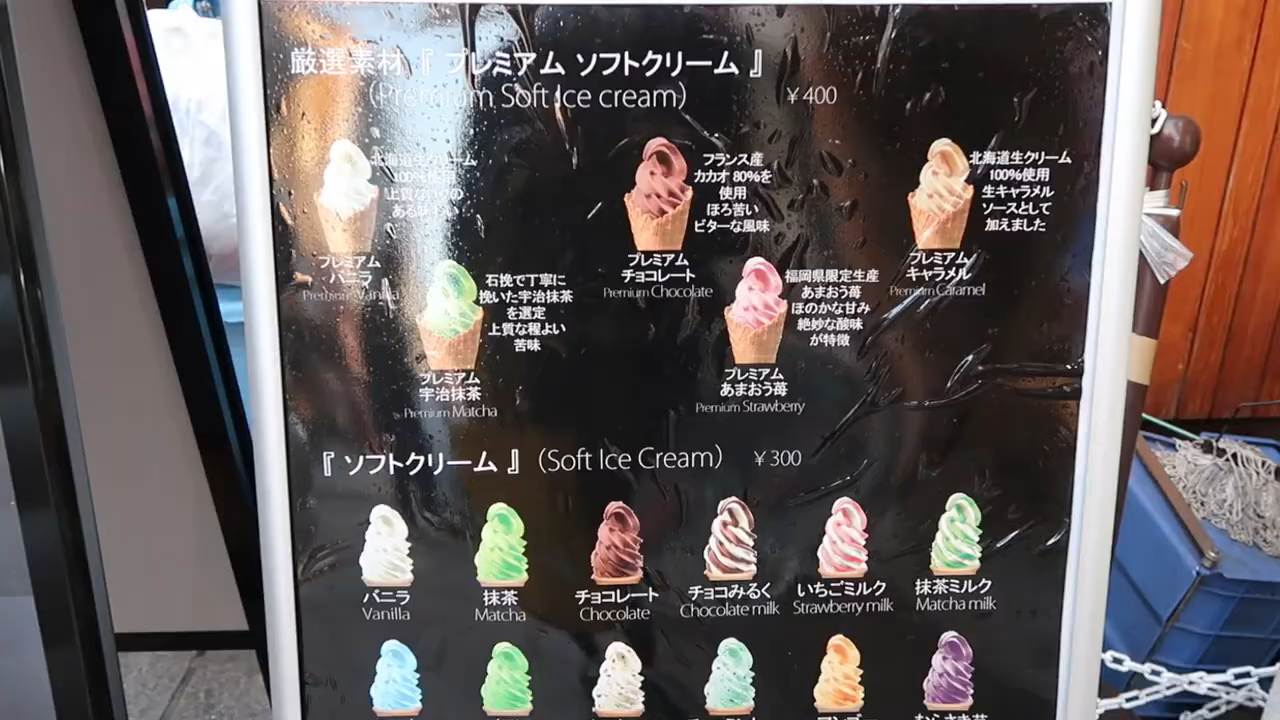 厳選素材『 プレミアム ソフトクリーム 』
(Premium Soft Ice cream) ￥400
北海道生クリーム
100%使用
上質な
ある
プレミアム
バニラ
Premium Vanilla
フランス産
カカオ 80%を
使用
ほろ苦い
ビターな風味
プレミアム
チョコレート
Premium Chocolate
北海道生クリーム
100%使用
生キャラメル
ソースとして
加えました
プレミアム
キャラメル
Premium Caramel
石挽で丁寧に
挽いた宇治抹茶
を選定
上質な程よい
苦味
プレミアム
宇治抹茶
Premium Matcha
福岡県限定生産
あまおう苺
ほのかな甘み
絶妙な酸味
が特徴
プレミアム
あまおう苺
Premium Strawberry
『 ソフトクリーム 』(Soft Ice Cream) ￥300
バニラ
Vanilla
抹茶
Matcha
チョコレート
Chocolate
チョコみるく
Chocolate milk
いちごミルク
Strawberry milk
抹茶ミルク
Matcha milk